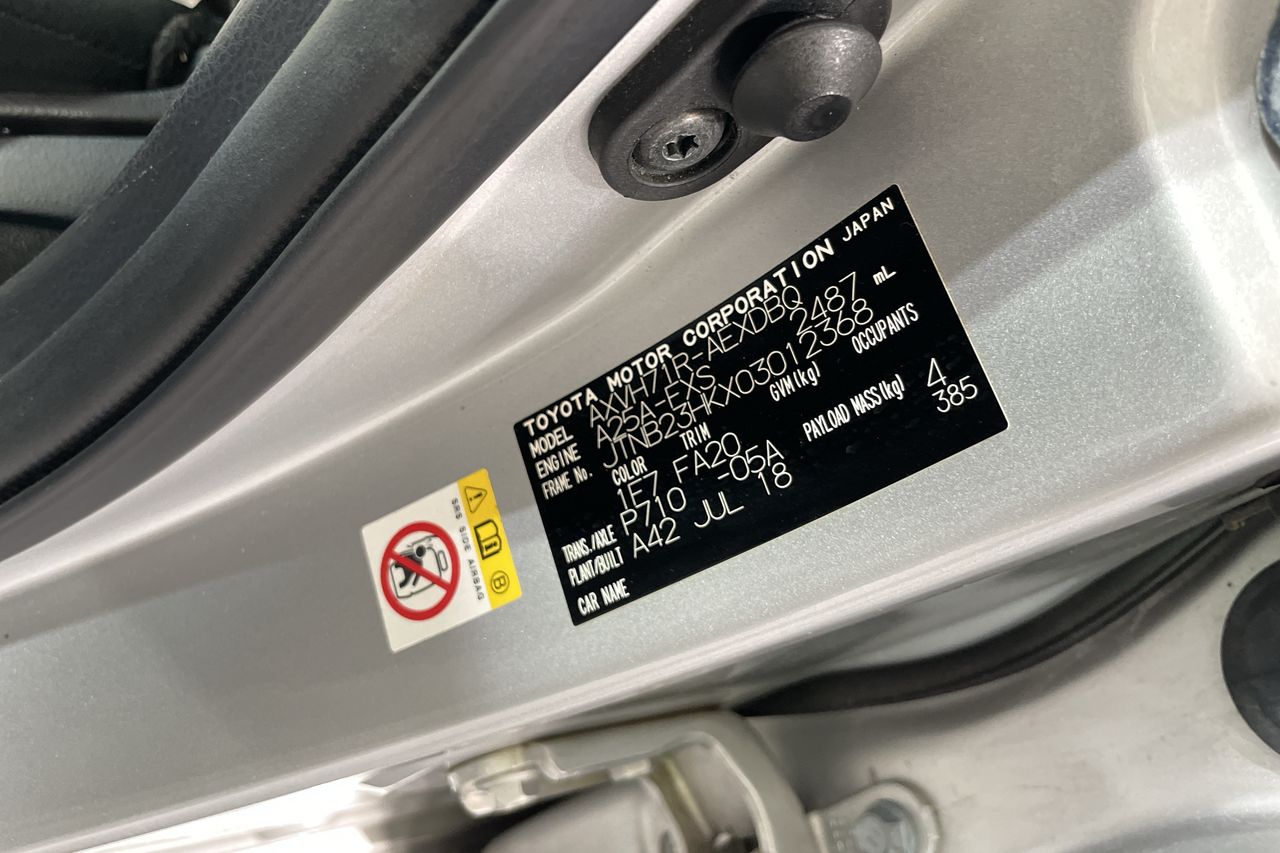 TOYOTA MOTOR CORPORATION JAPAN
MODEL AXVH71R-AEXDBQ
ENGINE A25A-EXS 2487 mL
FRAME No. JTNB23HKX03012368
COLOR TRIM GVM(kg) OCCUPANTS
1F7 FA20 4
TRANS./AXLE P710 -05A PAYLOAD MASS(kg) 385
PLANT/BUILT A42 JUL 18
CAR NAME
SRS SIDE AIRBAG
B